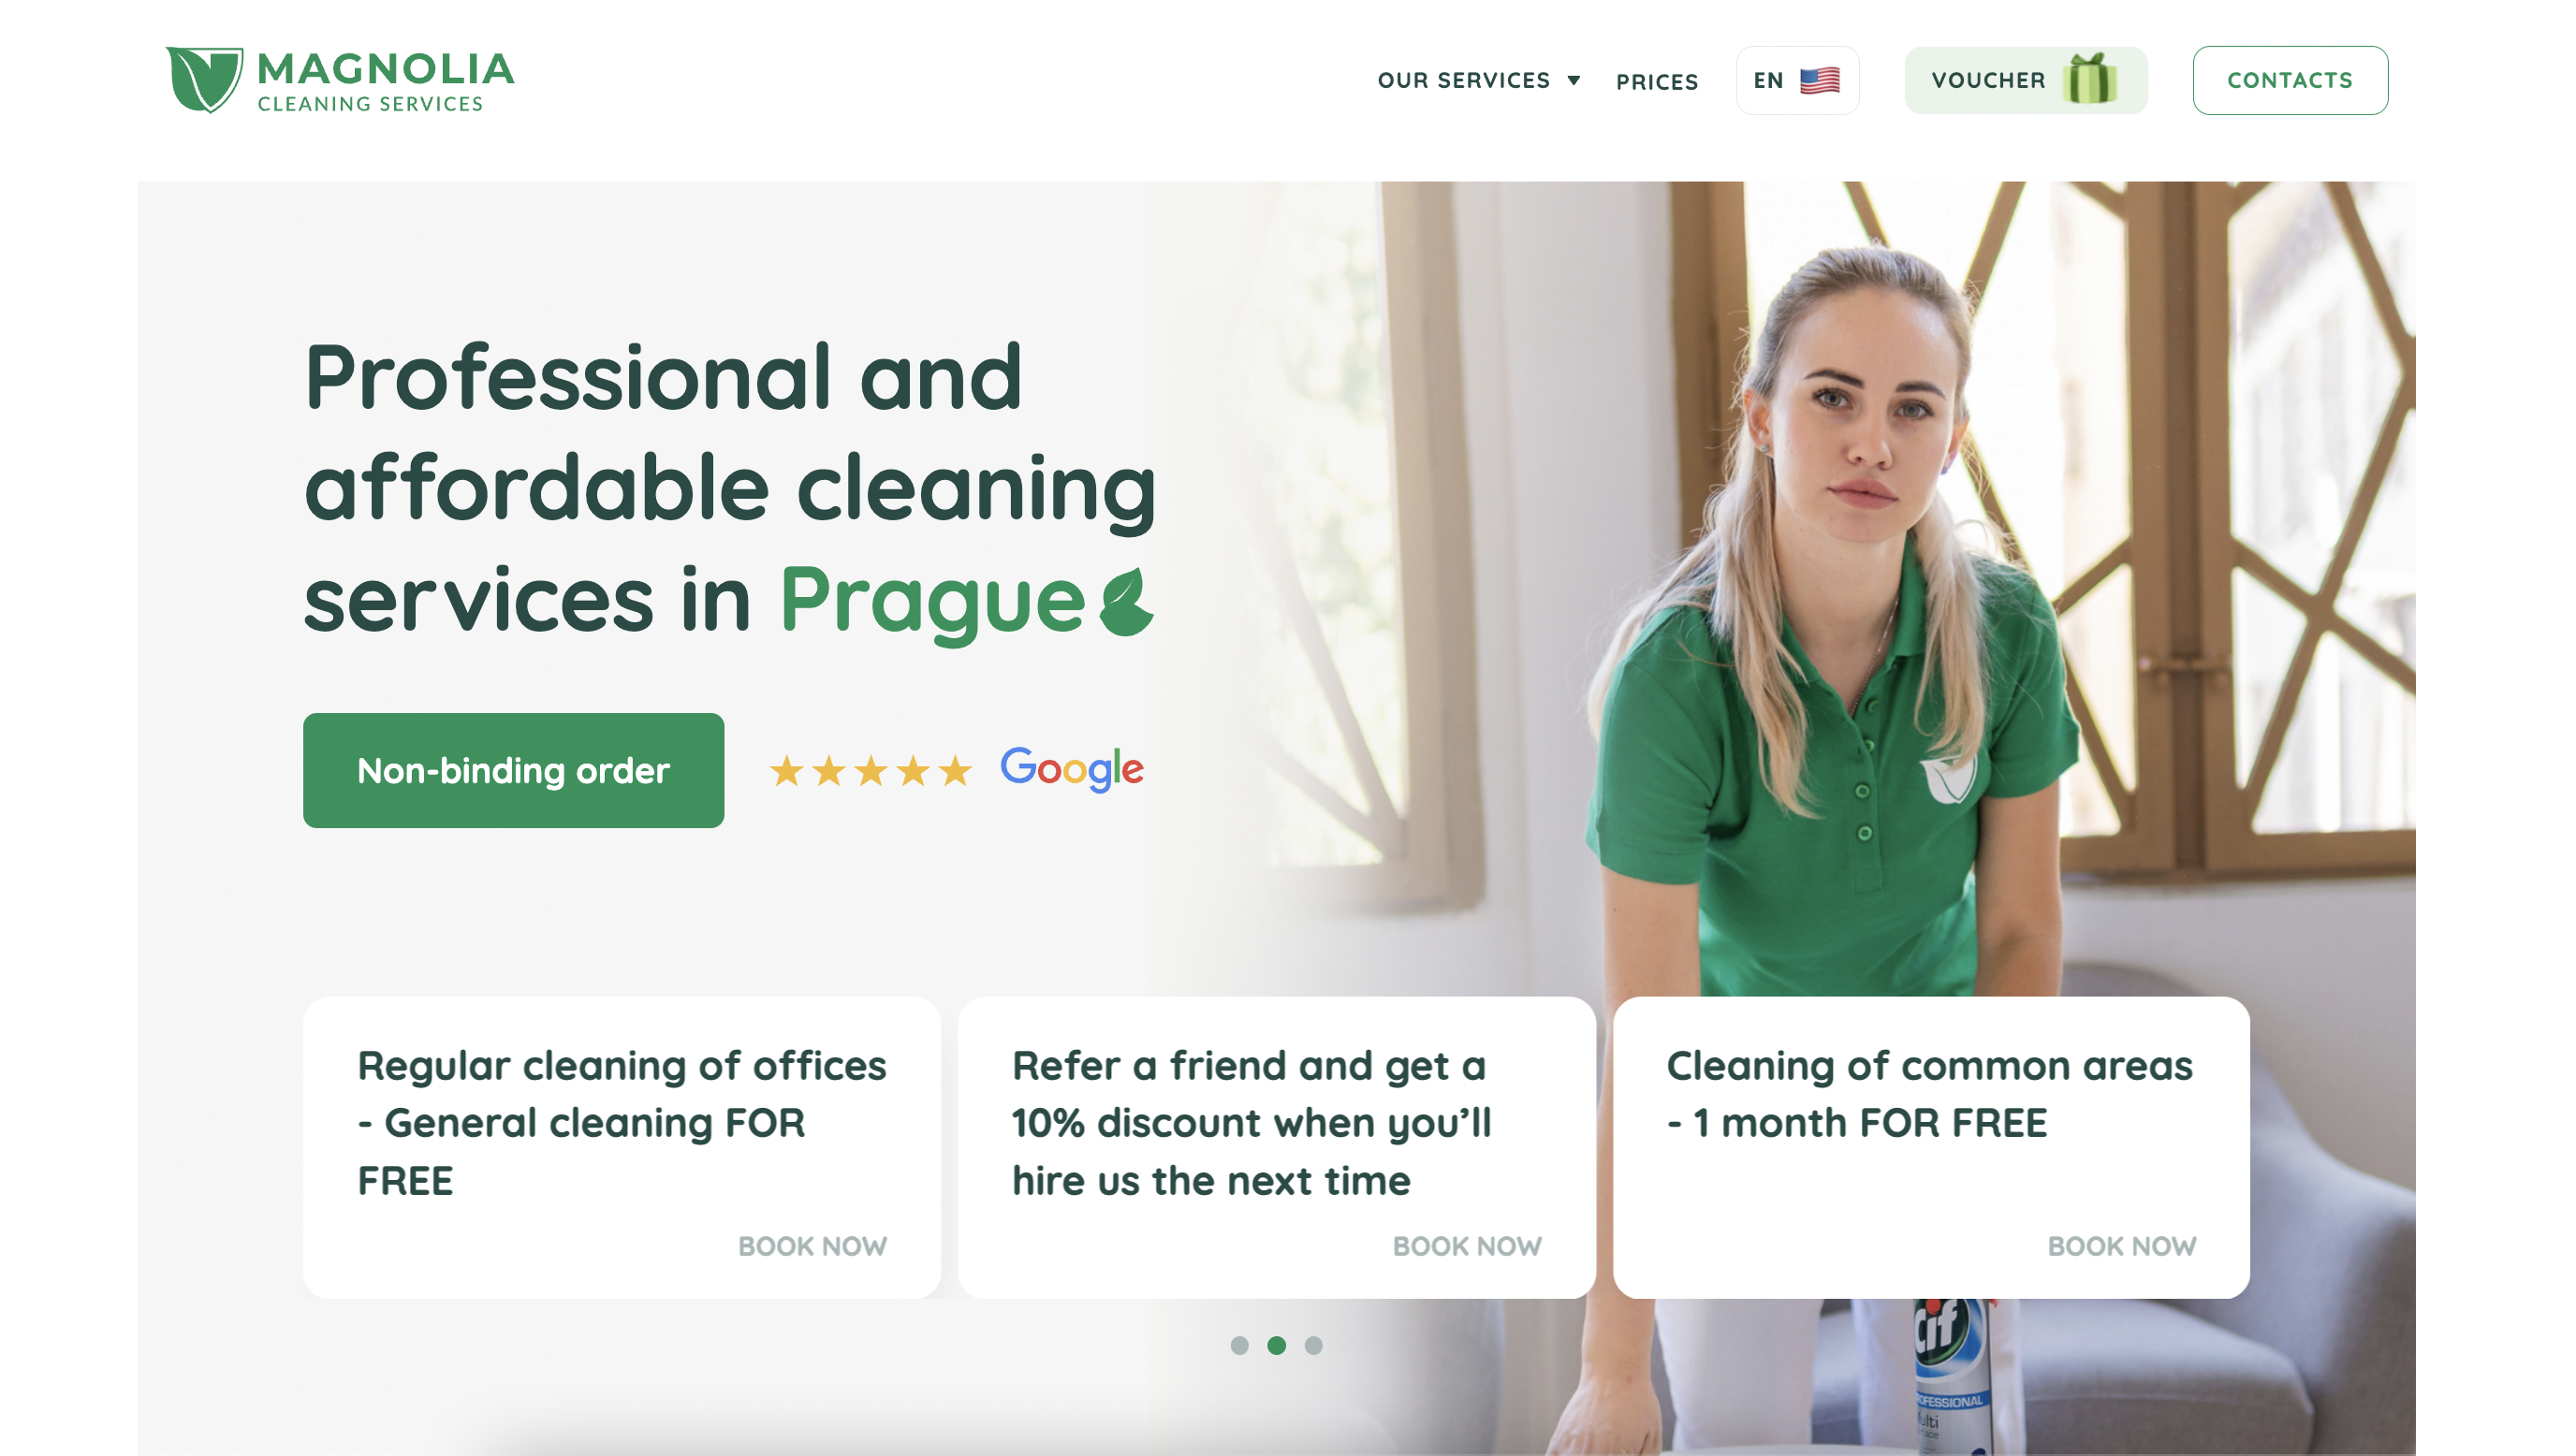 MAGNOLIA
CLEANING SERVICES
OUR SERVICES
PRICES
EN
VOUCHER
CONTACTS
Professional and
affordable cleaning
services in Prague
Non-binding order
Google
Regular cleaning of offices
- General cleaning FOR
FREE
BOOK NOW
Refer a friend and get a
10% discount when you’ll
hire us the next time
BOOK NOW
Cleaning of common areas
- 1 month FOR FREE
BOOK NOW
Cif